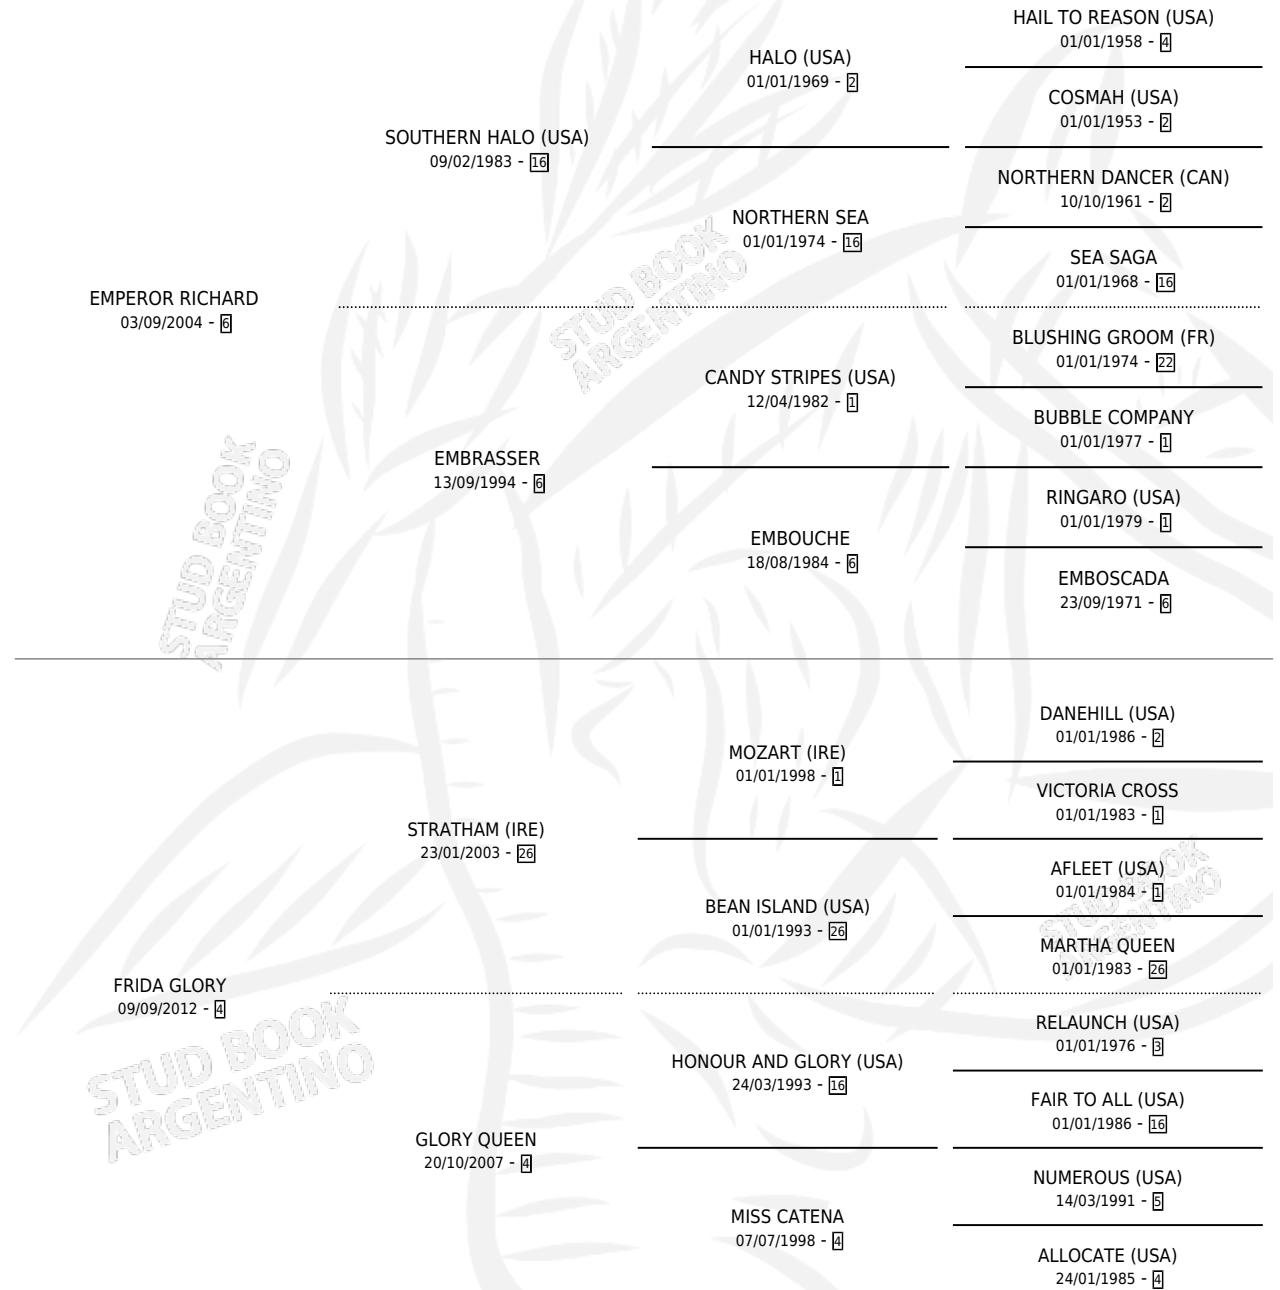 HAIL TO REASON (USA)
01/01/1958 - 4
HALO (USA)
01/01/1969 - 2
COSMAH (USA)
01/01/1953 - 2
SOUTHERN HALO (USA)
09/02/1983 - 16
NORTHERN DANCER (CAN)
10/10/1961 - 2
NORTHERN SEA
01/01/1974 - 16
SEA SAGA
01/01/1968 - 16
EMPEROR RICHARD
03/09/2004 - 6
STUD BOOK
ARGENTINO
BLUSHING GROOM (FR)
01/01/1974 - 22
CANDY STRIPES (USA)
12/04/1982 - 1
BUBBLE COMPANY
01/01/1977 - 1
EMBRASSER
13/09/1994 - 6
RINGARO (USA)
01/01/1979 - 1
EMBOUCHE
18/08/1984 - 6
EMBOSCADA
23/09/1971 - 6
STUD BOOK
ARGENTINO
DANEHILL (USA)
01/01/1986 - 2
MOZART (IRE)
01/01/1998 - 1
VICTORIA CROSS
01/01/1983 - 1
STRATHAM (IRE)
23/01/2003 - 26
AFLEET (USA)
01/01/1984 - 1
STUD BOOK
ARGENTINO
BEAN ISLAND (USA)
01/01/1993 - 26
MARTHA QUEEN
01/01/1983 - 26
FRIDA GLORY
09/09/2012 - 4
STUD BOOK
ARGENTINO
RELAUNCH (USA)
01/01/1976 - 3
HONOUR AND GLORY (USA)
24/03/1993 - 16
FAIR TO ALL (USA)
01/01/1986 - 16
GLORY QUEEN
20/10/2007 - 4
NUMEROUS (USA)
14/03/1991 - 5
MISS CATENA
07/07/1998 - 4
ALLOCATE (USA)
24/01/1985 - 4